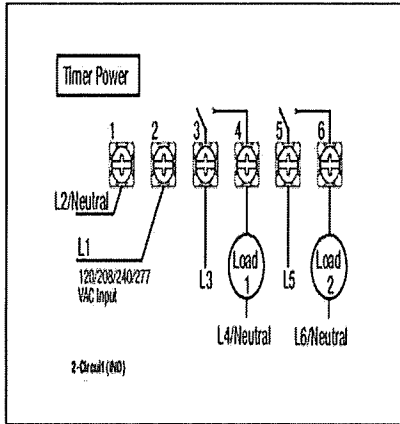 Timer Power
1 2 3 4 5 6
L2/Neutral
L1
120/208/240/277
VAC Input
L3
Load
1
L5
Load
2
L4/Neutral
L6/Neutral
2-Circuit (IND)